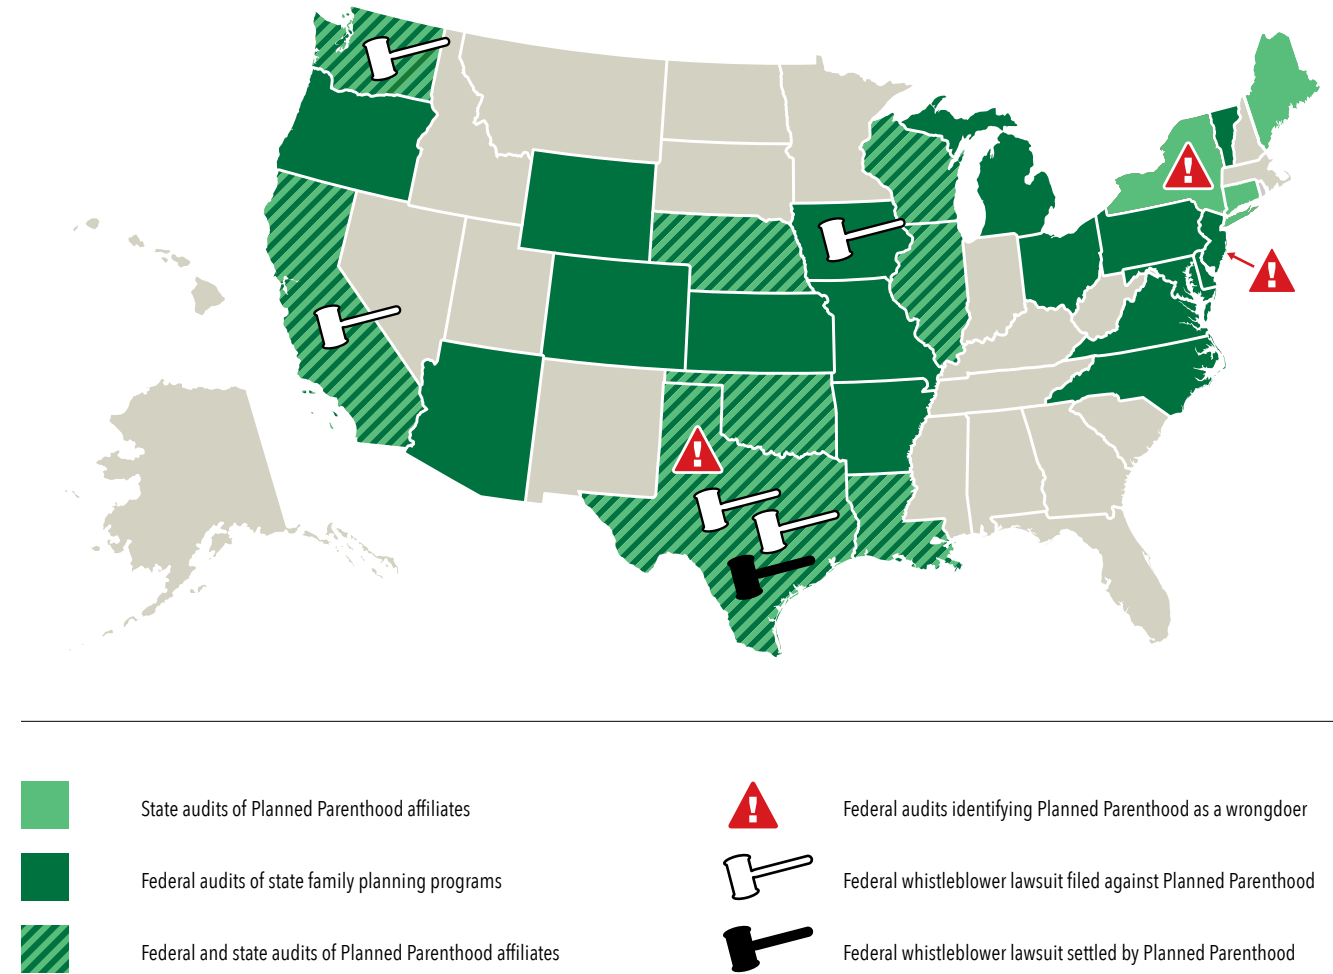 State audits of Planned Parenthood affiliates
Federal audits of state family planning programs
Federal and state audits of Planned Parenthood affiliates
Federal audits identifying Planned Parenthood as a wrongdoer
Federal whistleblower lawsuit filed against Planned Parenthood
Federal whistleblower lawsuit settled by Planned Parenthood